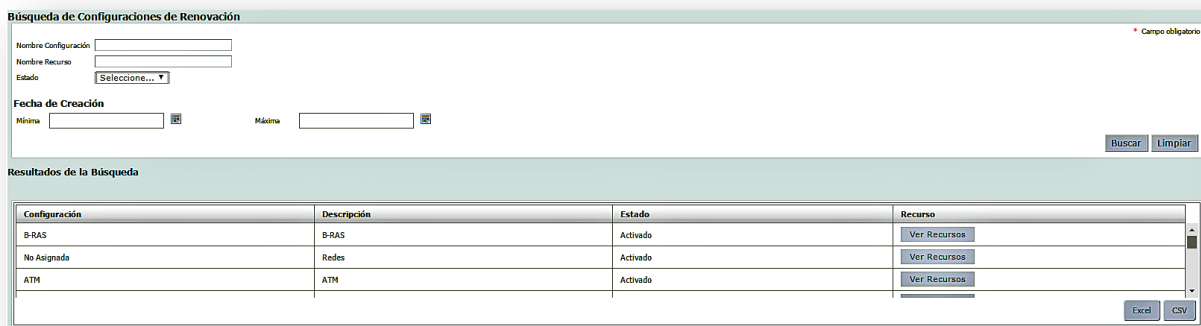 Búsqueda de Configuraciones de Renovación
* Campo obligatorio
Nombre Configuración
Nombre Recurso
Estado Seleccione...
Fecha de Creación
Mínima Máxima
Buscar Limpiar
Resultados de la Búsqueda
Configuración Descripción Estado Recurso
B-RAS B-RAS Activado Ver Recursos
No Asignada Redes Activado Ver Recursos
ATM ATM Activado Ver Recursos
Excel CSV